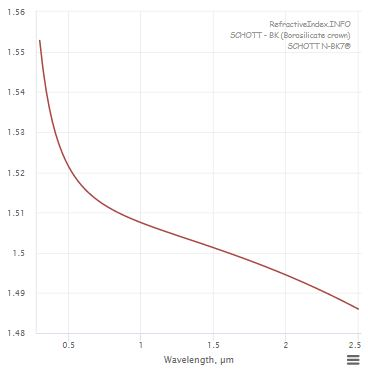 1.56
RefractiveIndex.INFO
SCHOTT - BK (Borosilicate crown)
SCHOTT N-BK7®
1.55
1.54
1.53
1.52
1.51
1.5
1.49
1.48
0.5 1 1.5 2 2.5
Wavelength, µm